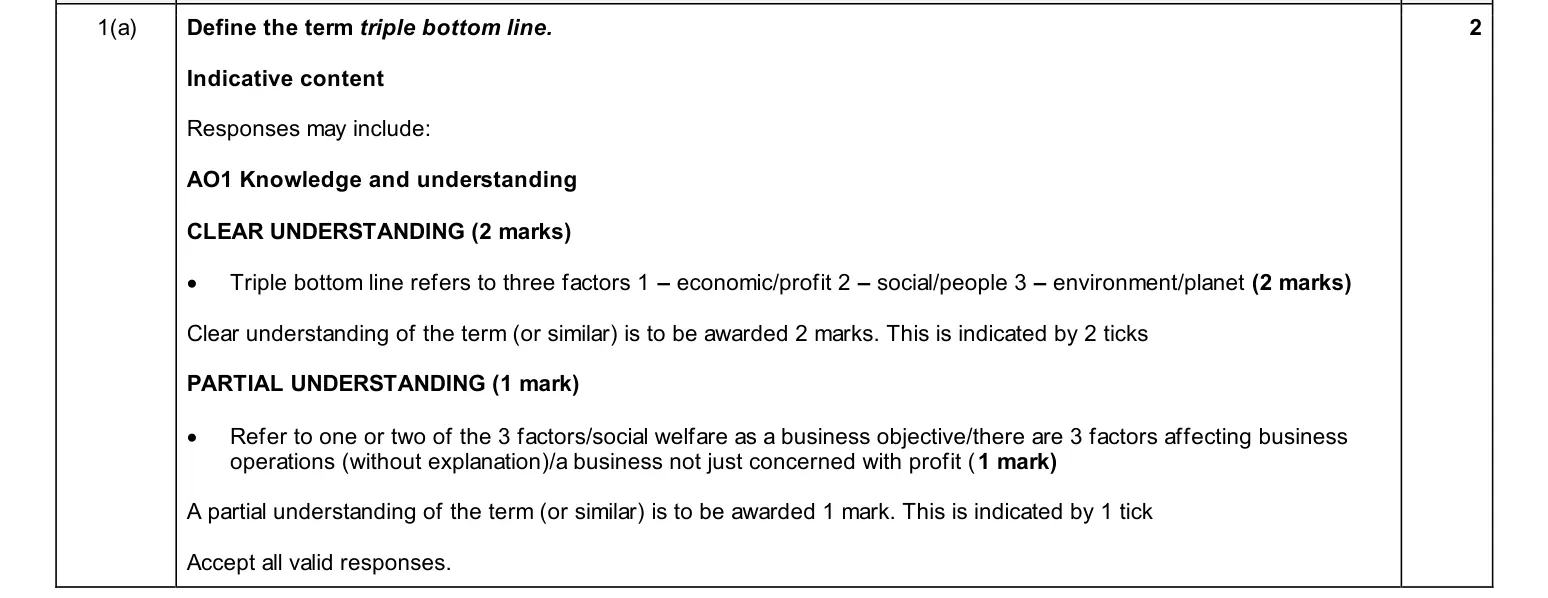 1(a) Define the term triple bottom line. 2
Indicative content
Responses may include:
AO1 Knowledge and understanding
CLEAR UNDERSTANDING (2 marks)
• Triple bottom line refers to three factors 1 – economic/profit 2 – social/people 3 – environment/planet (2 marks)
Clear understanding of the term (or similar) is to be awarded 2 marks. This is indicated by 2 ticks
PARTIAL UNDERSTANDING (1 mark)
• Refer to one or two of the 3 factors/social welfare as a business objective/there are 3 factors affecting business
operations (without explanation)/a business not just concerned with profit (1 mark)
A partial understanding of the term (or similar) is to be awarded 1 mark. This is indicated by 1 tick
Accept all valid responses.